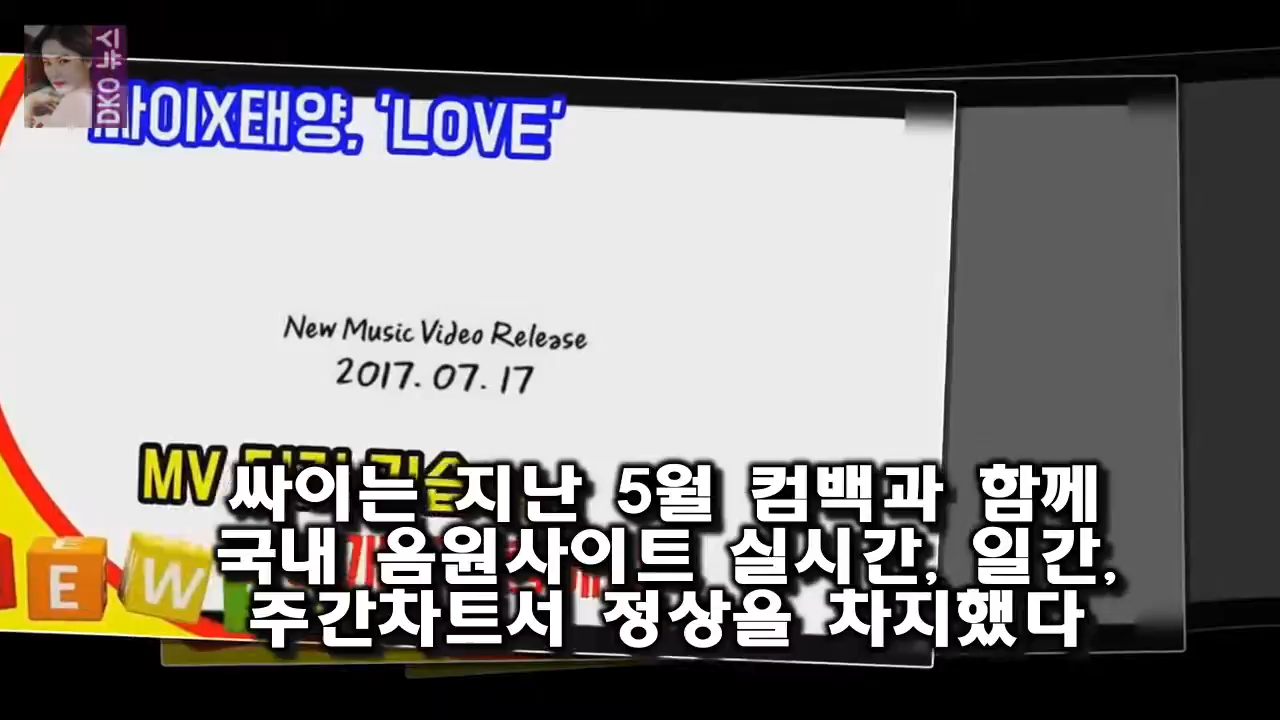 DKO 뉴스
싸이X태양, 'LOVE'
New Music Video Release
2017. 07. 17
MV
싸이는 지난 5월 컴백과 함께
국내 음원사이트 실시간, 일간,
주간차트서 정상을 차지했다
E W